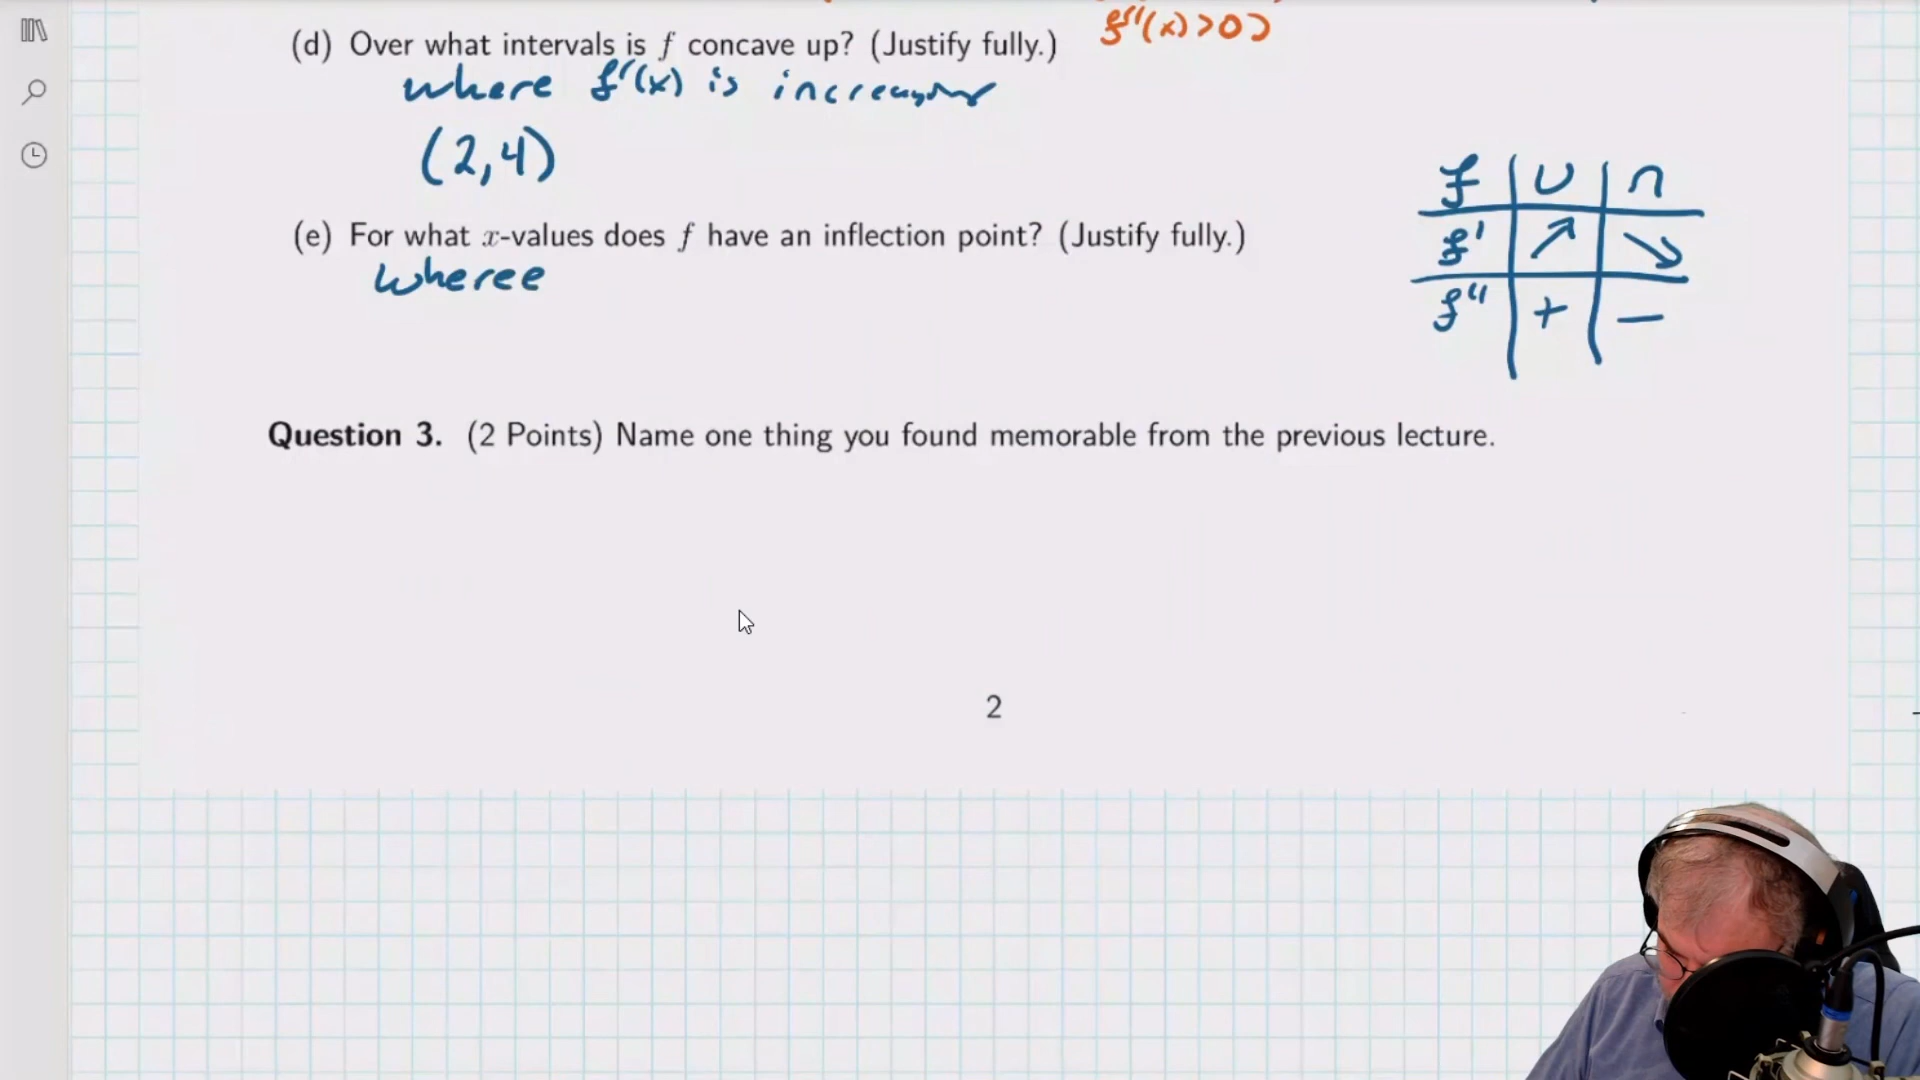 f''(x)>0)
(d) Over what intervals is f concave up? (Justify fully.)
where f'(x) is increasing
(2,4)
(e) For what x-values does f have an inflection point? (Justify fully.)
wheree
f ∪ ∩
f' ↗ ↘
f'' + −
Question 3. (2 Points) Name one thing you found memorable from the previous lecture.
2